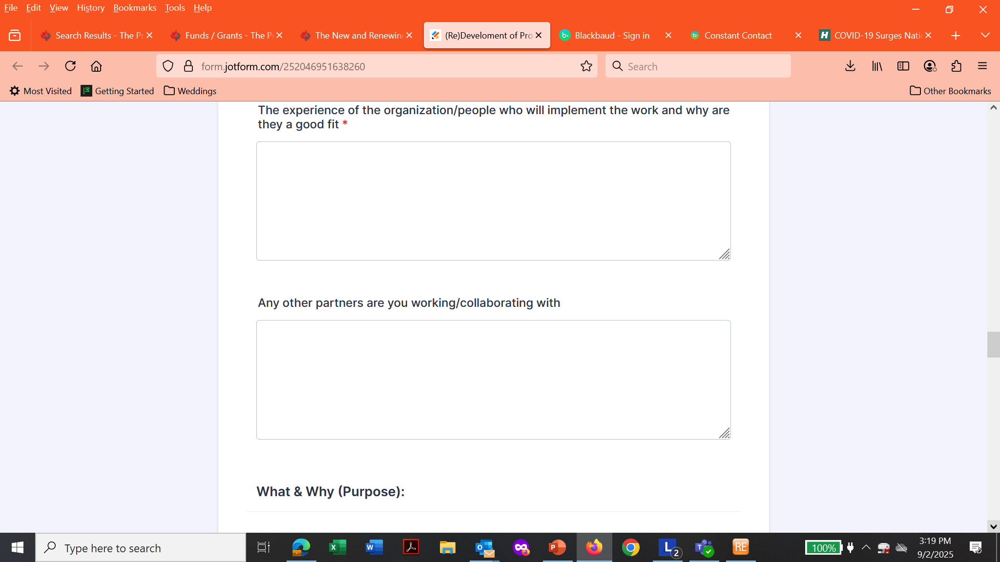 File Edit View History Bookmarks Tools Help
Search Results - The Pr
Funds / Grants - The P
The New and Renewing
(Re)Develoment of Pro
Blackbaud - Sign in
Constant Contact
COVID-19 Surges Natio
form.jotform.com/252046951638260
Search
Most Visited
Getting Started
Weddings
Other Bookmarks
The experience of the organization/people who will implement the work and why are
they a good fit *
Any other partners are you working/collaborating with
What & Why (Purpose):
Type here to search
2
RE
100%
3:19 PM
9/2/2025